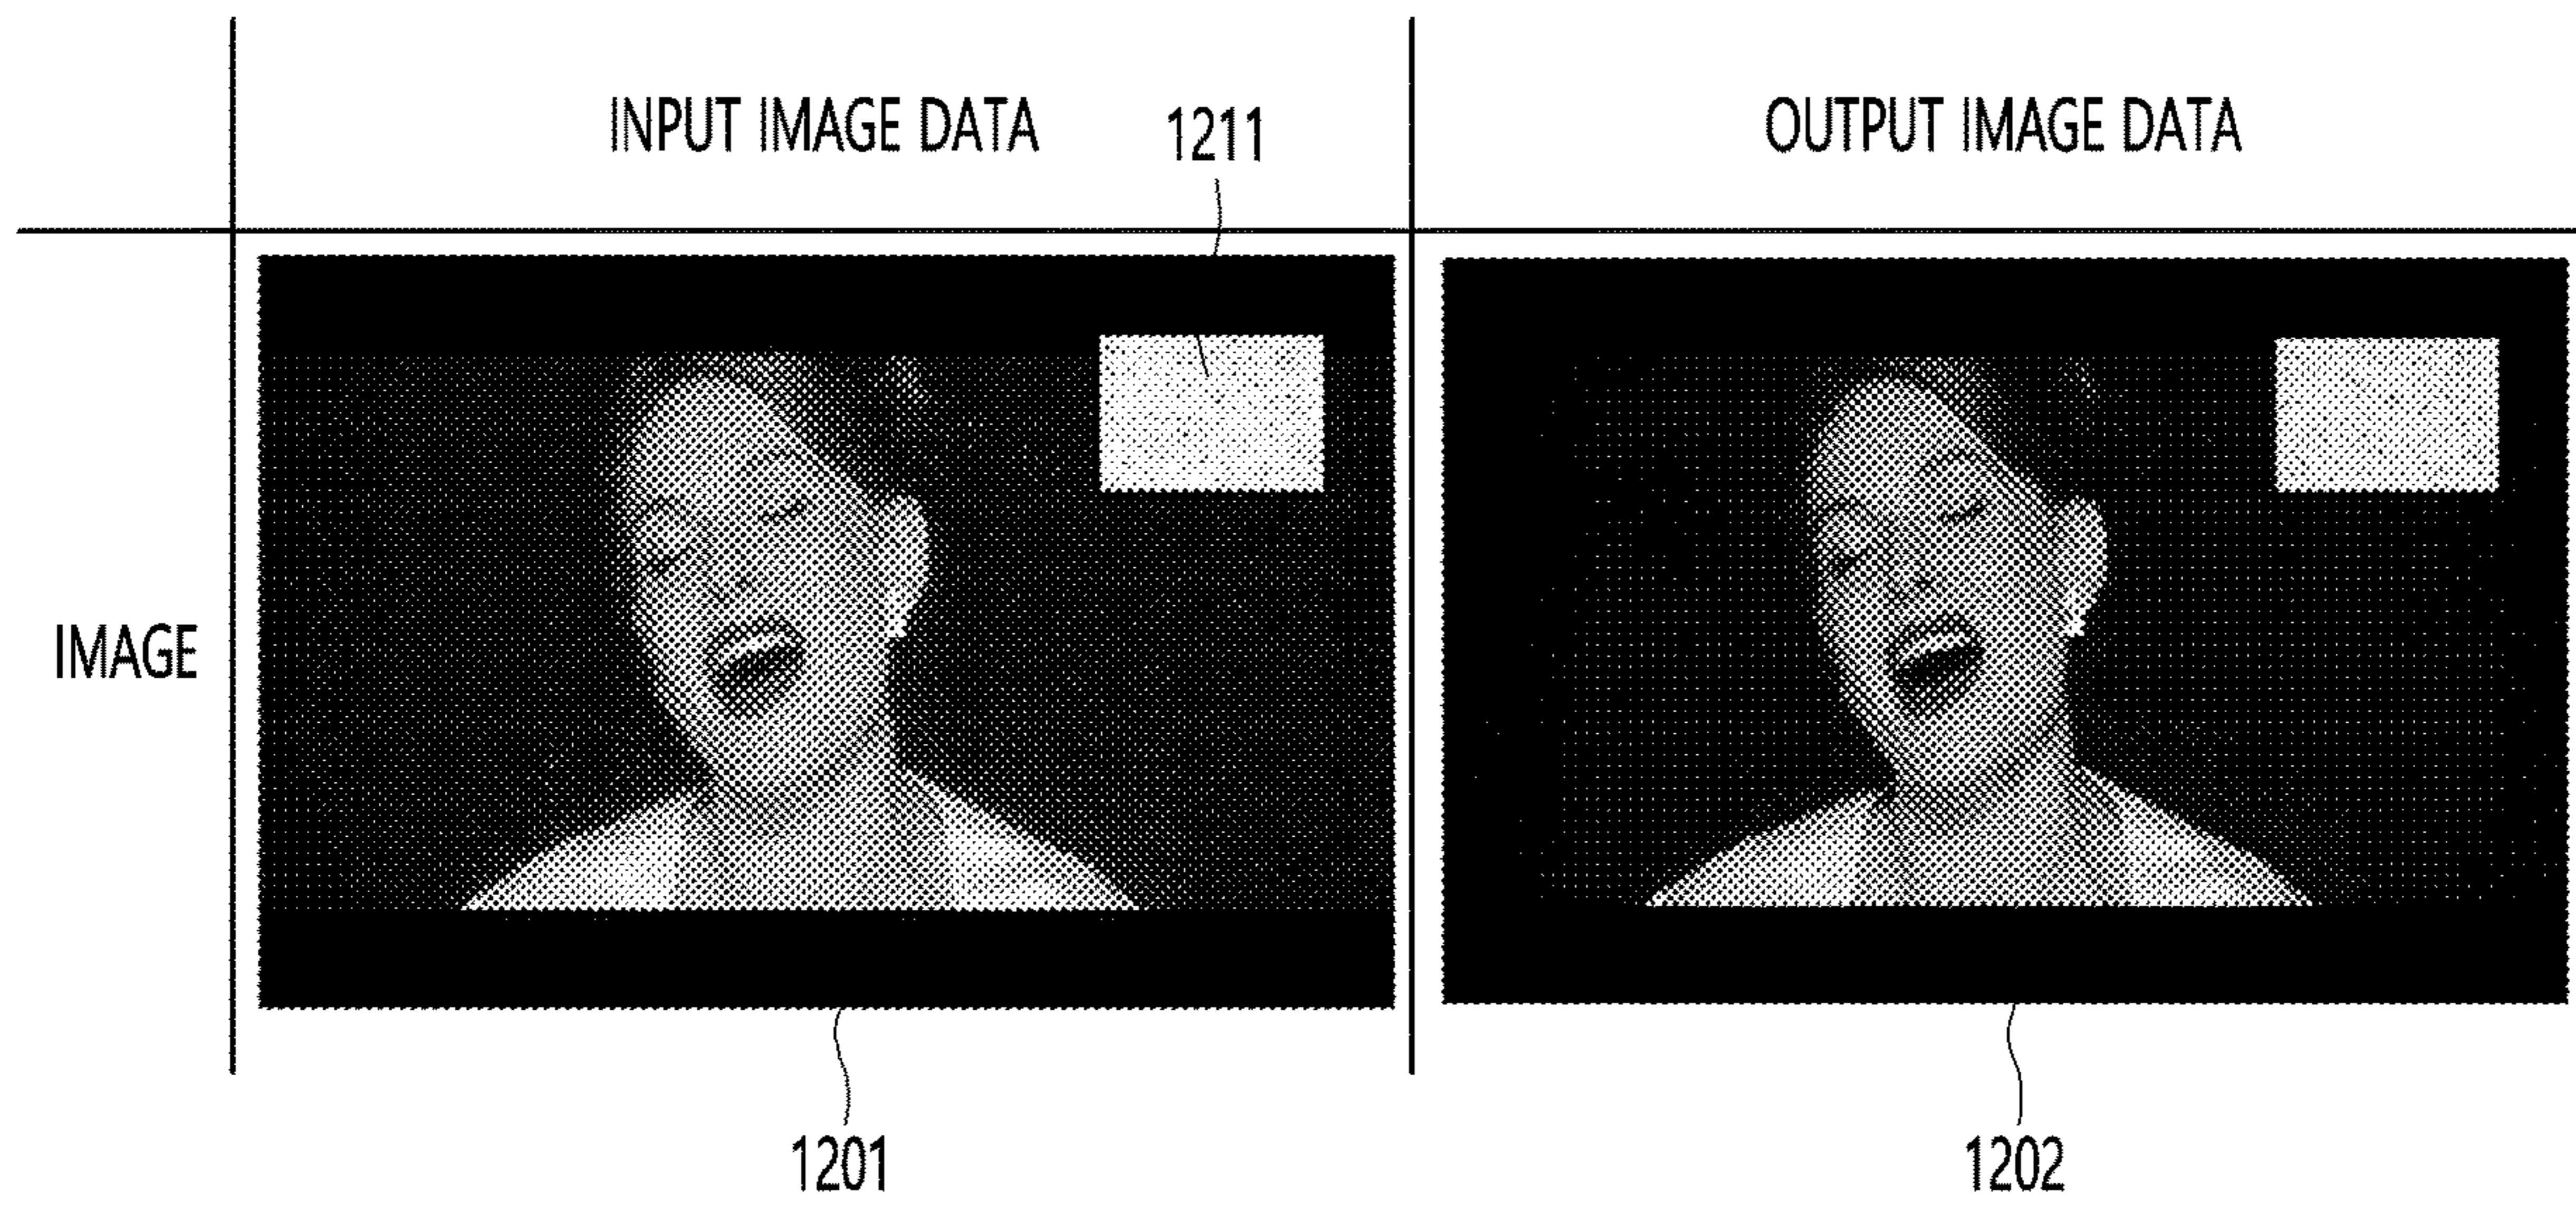 INPUT IMAGE DATA
1211
OUTPUT IMAGE DATA
IMAGE
1201
1202